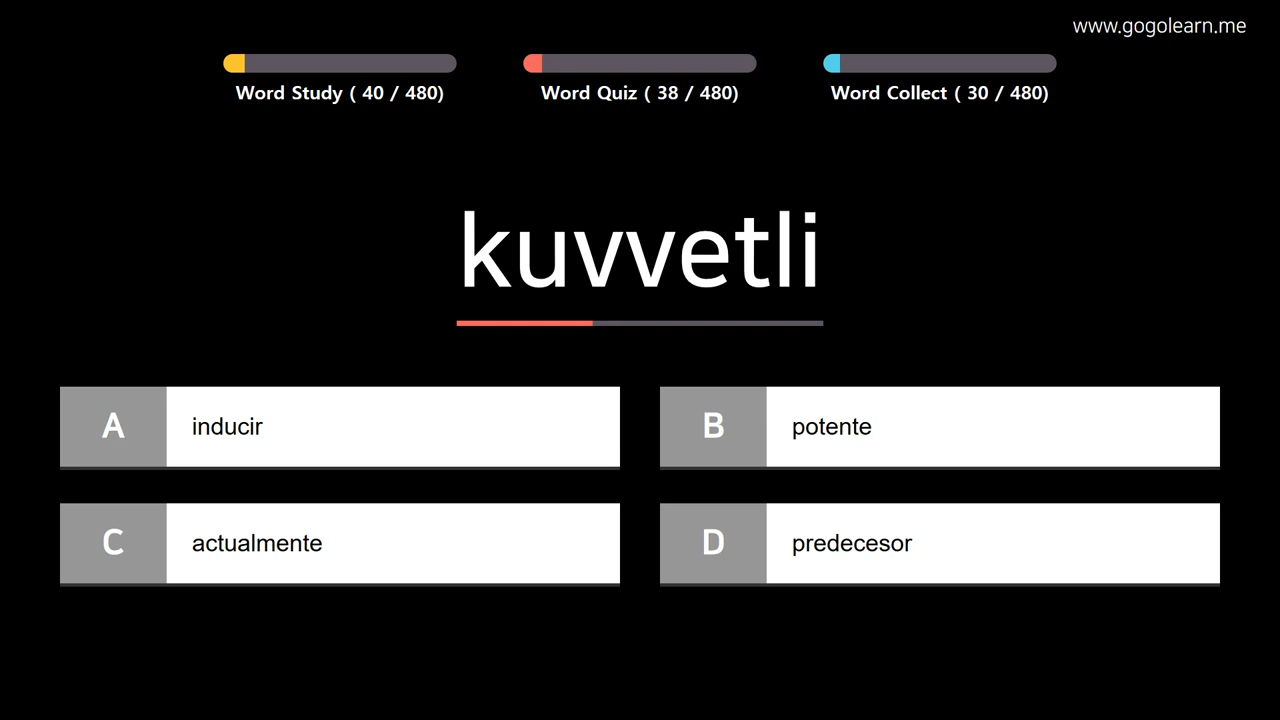 www.gogolearn.me
Word Study ( 40 / 480)
Word Quiz ( 38 / 480)
Word Collect ( 30 / 480)
kuvvetli
A
inducir
B
potente
C
actualmente
D
predecesor